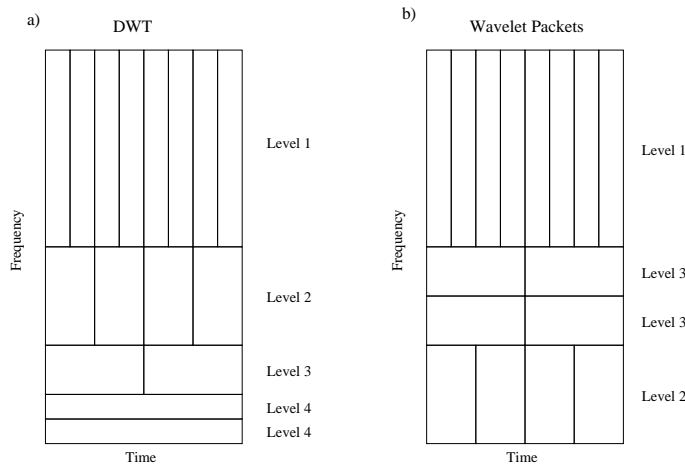 a)
DWT
Frequency
Level 1
Level 2
Level 3
Level 4
Level 4
Time
b)
Wavelet Packets
Frequency
Level 1
Level 3
Level 3
Level 2
Time